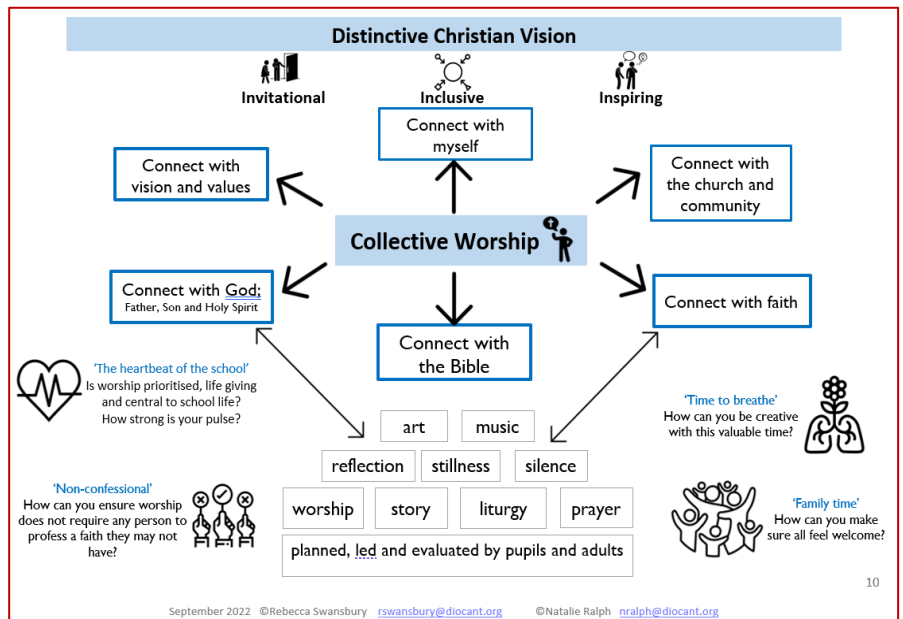 Distinctive Christian Vision
Invitational
Inclusive
Inspiring
Connect with
myself
Connect with
vision and values
Connect with
the church and
community
Collective Worship
Connect with God;
Father, Son and Holy Spirit
Connect with faith
Connect with
the Bible
'The heartbeat of the school'
Is worship prioritised, life giving
and central to school life?
How strong is your pulse?
'Time to breathe'
How can you be creative
with this valuable time?
art
music
reflection
stillness
silence
worship
story
liturgy
prayer
planned, led and evaluated by pupils and adults
'Non-confessional'
How can you ensure worship
does not require any person to
profess a faith they may not
have?
'Family time'
How can you make
sure all feel welcome?
10
September 2022 ©Rebecca Swansbury rswansbury@diocant.org ©Natalie Ralph nralph@diocant.org